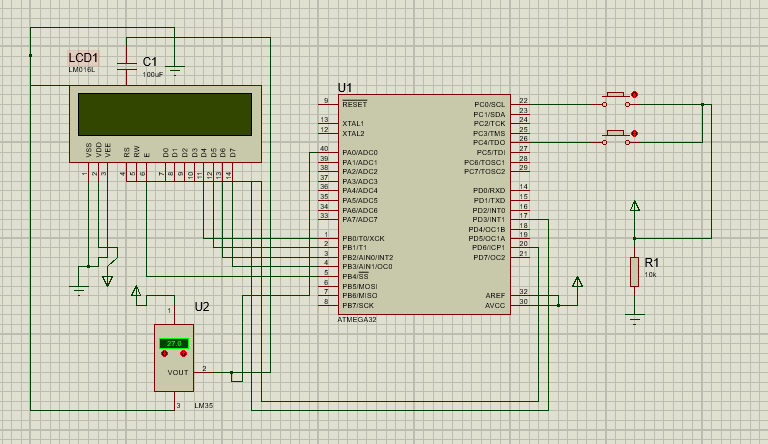 LCD1
LM016L
C1
100uF
VSS
VDD
VEE
RS
RW
E
D0
D1
D2
D3
D4
D5
D6
D7
1
2
3
4
5
6
7
8
9
10
11
12
13
14
U1
9 RESET PC0/SCL 22
PC1/SDA 23
13 XTAL1 PC2/TCK 24
12 XTAL2 PC3/TMS 25
PC4/TDO 26
40 PA0/ADC0 PC5/TDI 27
39 PA1/ADC1 PC6/TOSC1 28
38 PA2/ADC2 PC7/TOSC2 29
37 PA3/ADC3
36 PA4/ADC4 PD0/RXD 14
35 PA5/ADC5 PD1/TXD 15
34 PA6/ADC6 PD2/INT0 16
33 PA7/ADC7 PD3/INT1 17
PD4/OC1B 18
1 PB0/T0/XCK PD5/OC1A 19
2 PB1/T1 PD6/ICP1 20
3 PB2/AIN0/INT2 PD7/OC2 21
4 PB3/AIN1/OC0
5 PB4/SS
6 PB5/MOSI
7 PB6/MISO AREF 32
8 PB7/SCK AVCC 30
ATMEGA32
R1
10k
U2
1
27.0
VOUT 2
3
LM35